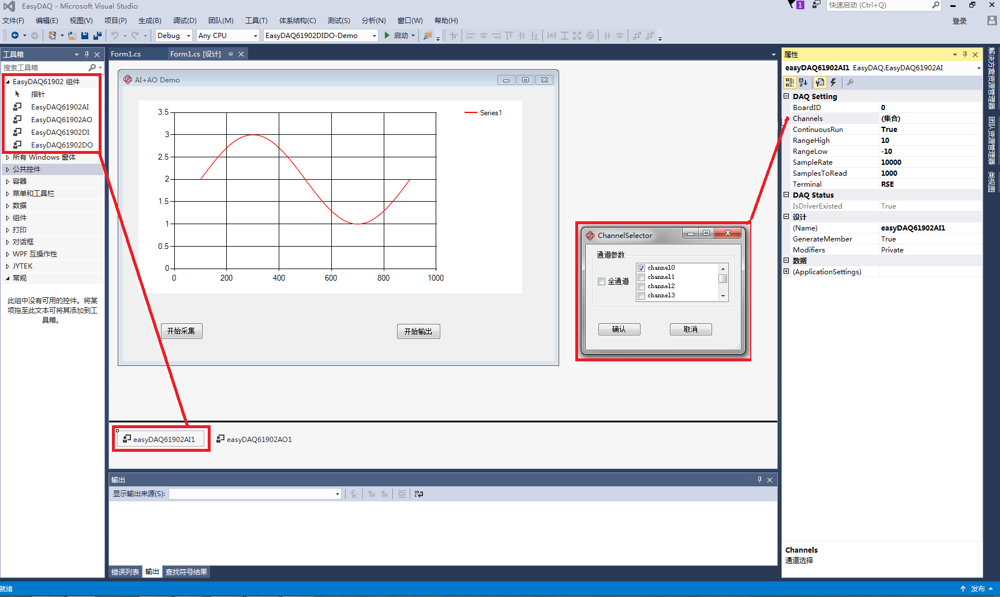 EasyDAQ - Microsoft Visual Studio
1
快速启动 (Ctrl+Q)
文件(F) 编辑(E) 视图(V) 项目(P) 生成(B) 调试(D) 团队(M) 工具(T) 体系结构(C) 测试(S) 分析(N) 窗口(W) 帮助(H)
登录
Debug Any CPU EasyDAQ61902DIDO-Demo 启动
工具箱
搜索工具箱
EasyDAQ61902 组件
指针
EasyDAQ61902AI
EasyDAQ61902AO
EasyDAQ61902DI
EasyDAQ61902DO
所有 Windows 窗体
公共控件
容器
菜单和工具栏
数据
组件
打印
对话框
WPF 互操作性
JYTEK
常规
此组中没有可用的控件。将某
项拖至此文本可将其添加到工
具箱。
Form1.cs
Form1.cs [设计]
AI+AO Demo
3.5
3
2.5
2
1.5
1
0.5
0
0 200 400 600 800 1000
Series1
开始采集
开始输出
ChannelSelector
通道参数
全通道
channel0
channel1
channel2
channel3
确认
取消
easyDAQ61902AI1
easyDAQ61902AO1
输出
显示输出来源(S):
错误列表 输出 查找符号结果
属性
easyDAQ61902AI1 EasyDAQ.EasyDAQ61902AI
DAQ Setting
BoardID 0
Channels (集合)
ContinuousRun True
RangeHigh 10
RangeLow -10
SampleRate 10000
SamplesToRead 1000
Terminal RSE
DAQ Status
IsDriverExisted True
设计
(Name) easyDAQ61902AI1
GenerateMember True
Modifiers Private
数据
(ApplicationSettings)
Channels
通道选择
解决方案资源管理器
团队资源管理器
类视图
就绪
发布